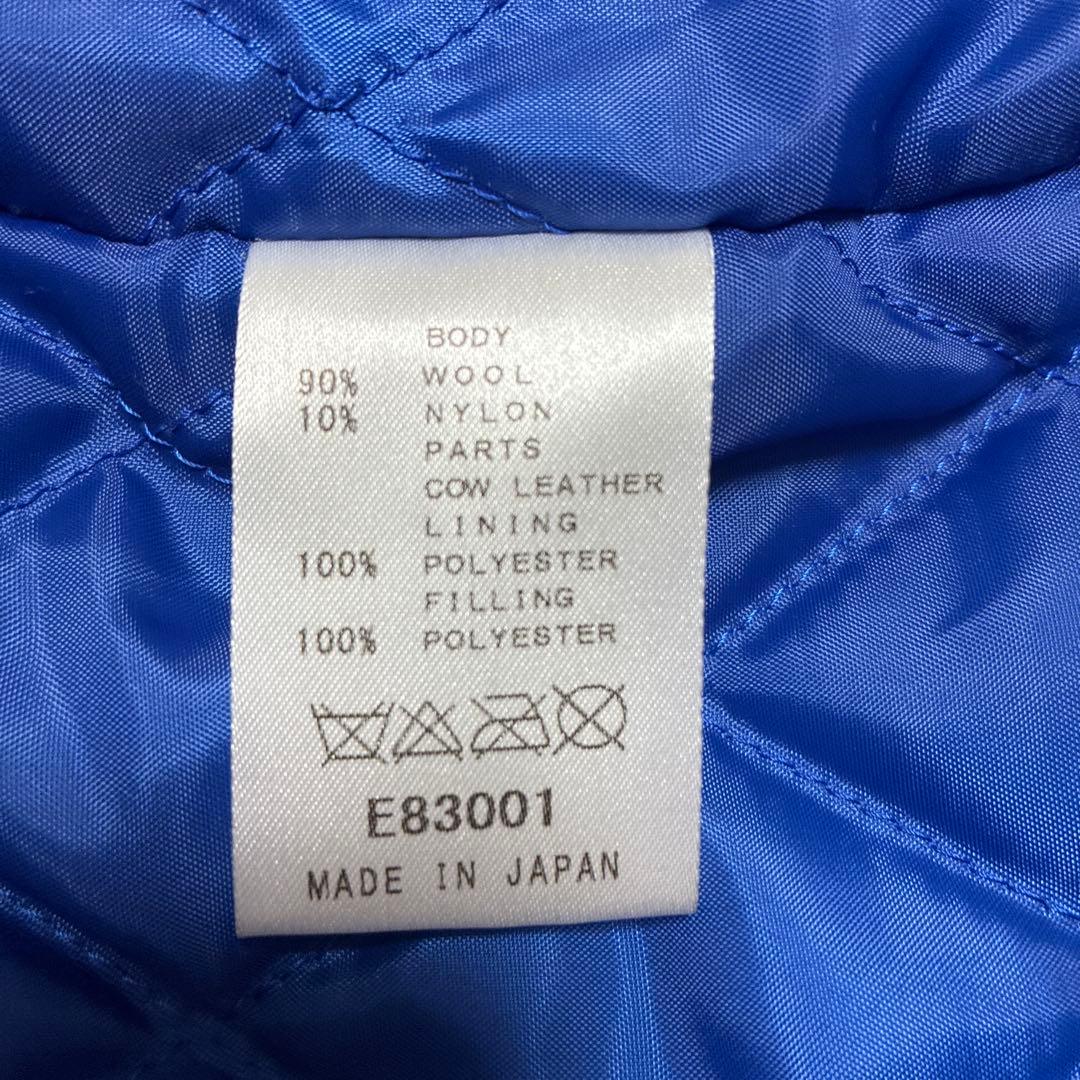 BODY
90% WOOL
10% NYLON
PARTS
COW LEATHER
LINING
100% POLYESTER
FILLING
100% POLYESTER
E83001
MADE IN JAPAN